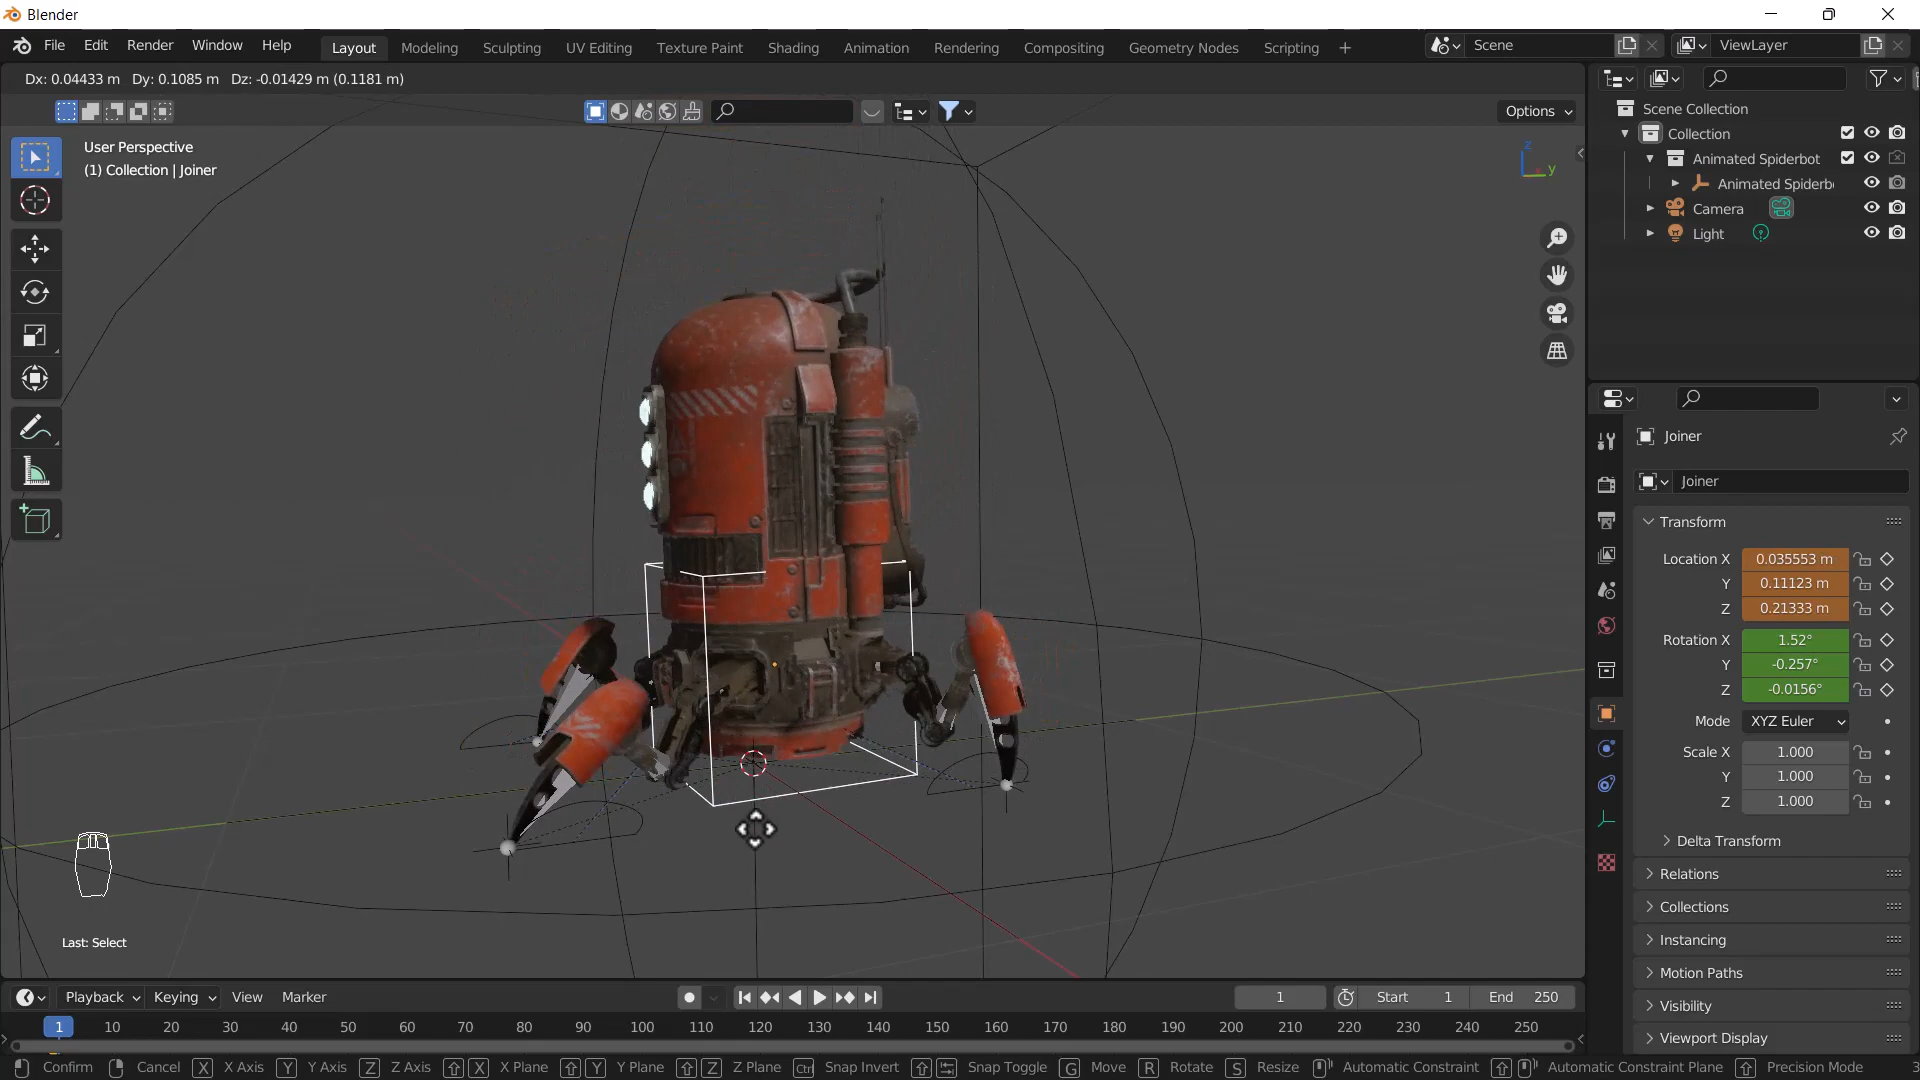 Blender
File Edit Render Window Help Layout Modeling Sculpting UV Editing Texture Paint Shading Animation Rendering Compositing Geometry Nodes Scripting + Scene ViewLayer
Dx: 0.04433 m Dy: 0.1085 m Dz: -0.01429 m (0.1181 m)
Options
User Perspective
(1) Collection | Joiner
z
y
Scene Collection
Collection
Animated Spiderbot
Animated Spiderb
Camera
Light
Joiner
Joiner
Transform
Location X 0.035553 m
Y 0.11123 m
Z 0.21333 m
Rotation X 1.52°
Y -0.257°
Z -0.0156°
Mode XYZ Euler
Scale X 1.000
Y 1.000
Z 1.000
Delta Transform
Relations
Collections
Instancing
Motion Paths
Visibility
Viewport Display
Last: Select
Playback Keying View Marker 1 Start 1 End 250
1 10 20 30 40 50 60 70 80 90 100 110 120 130 140 150 160 170 180 190 200 210 220 230 240 250
Confirm Cancel X X Axis Y Y Axis Z Z Axis X X Plane Y Y Plane Z Z Plane Ctrl Snap Invert Snap Toggle G Move R Rotate S Resize Automatic Constraint Automatic Constraint Plane Precision Mode